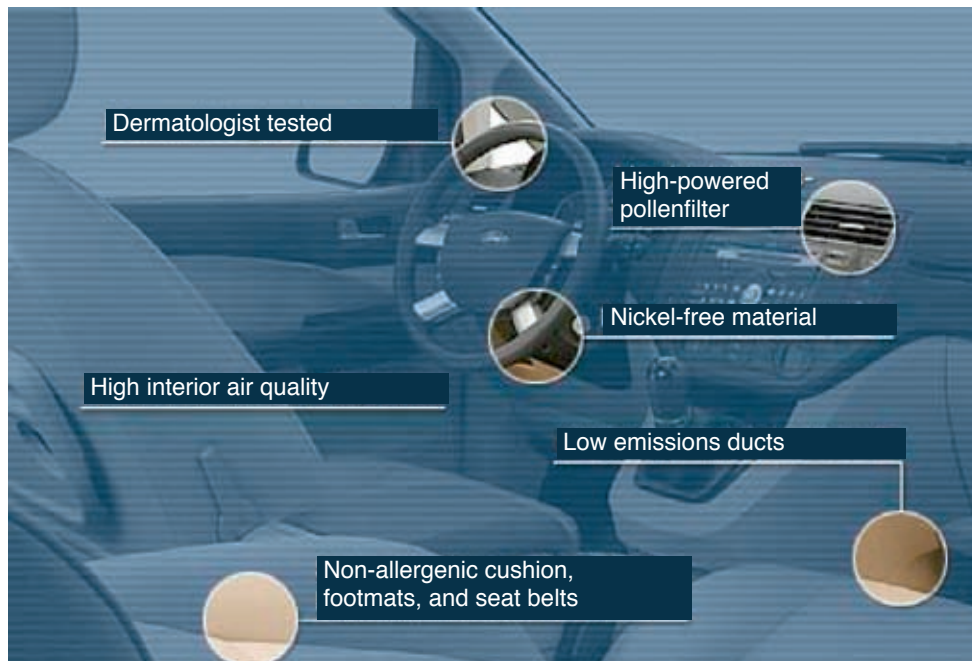 Dermatologist tested
High-powered
pollenfilter
Nickel-free material
High interior air quality
Low emissions ducts
Non-allergenic cushion,
footmats, and seat belts